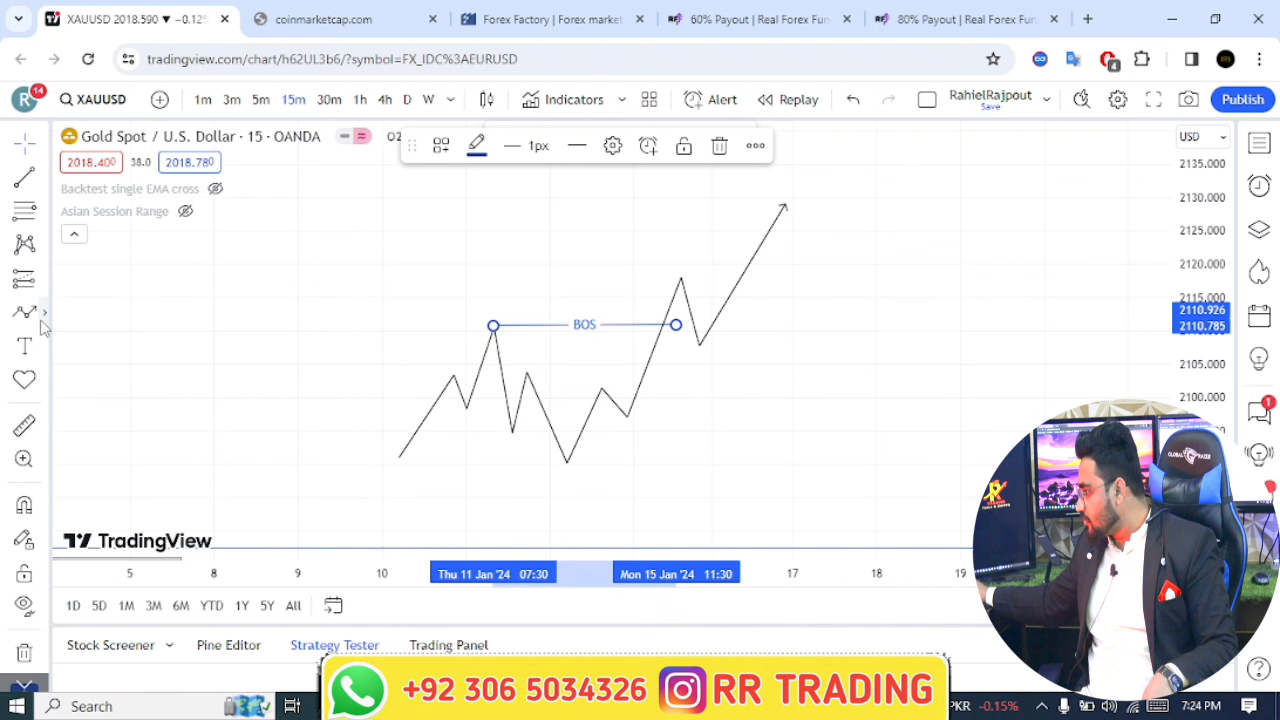 XAUUSD 2018.590 ▼ −0.12%
coinmarketcap.com
Forex Factory | Forex market
60% Payout | Real Forex Fun
80% Payout | Real Forex Fun
tradingview.com/chart/h62UL3b6/?symbol=FX_IDC%3AEURUSD
4
R
14
XAUUSD
1m 3m 5m 15m 30m 1h 4h D W
Indicators
Alert
Replay
RahielRajpout
Save
Publish
Gold Spot / U.S. Dollar · 15 · OANDA
1px
USD
2018.400 38.0 2018.780
Backtest single EMA cross
Asian Session Range
2135.000
2130.000
2125.000
2120.000
2115.000
2110.926
2110.785
2105.000
2100.000
BOS
T
1
GLOBAL RAZER
TradingView
5 8 9 10 Thu 11 Jan '24 07:30 Mon 15 Jan '24 11:30 17 18 19
1D 5D 1M 3M 6M YTD 1Y 5Y All
Stock Screener Pine Editor Strategy Tester Trading Panel
+92 306 5034326 RR TRADING
Search
PKR −0.15%
7:24 PM